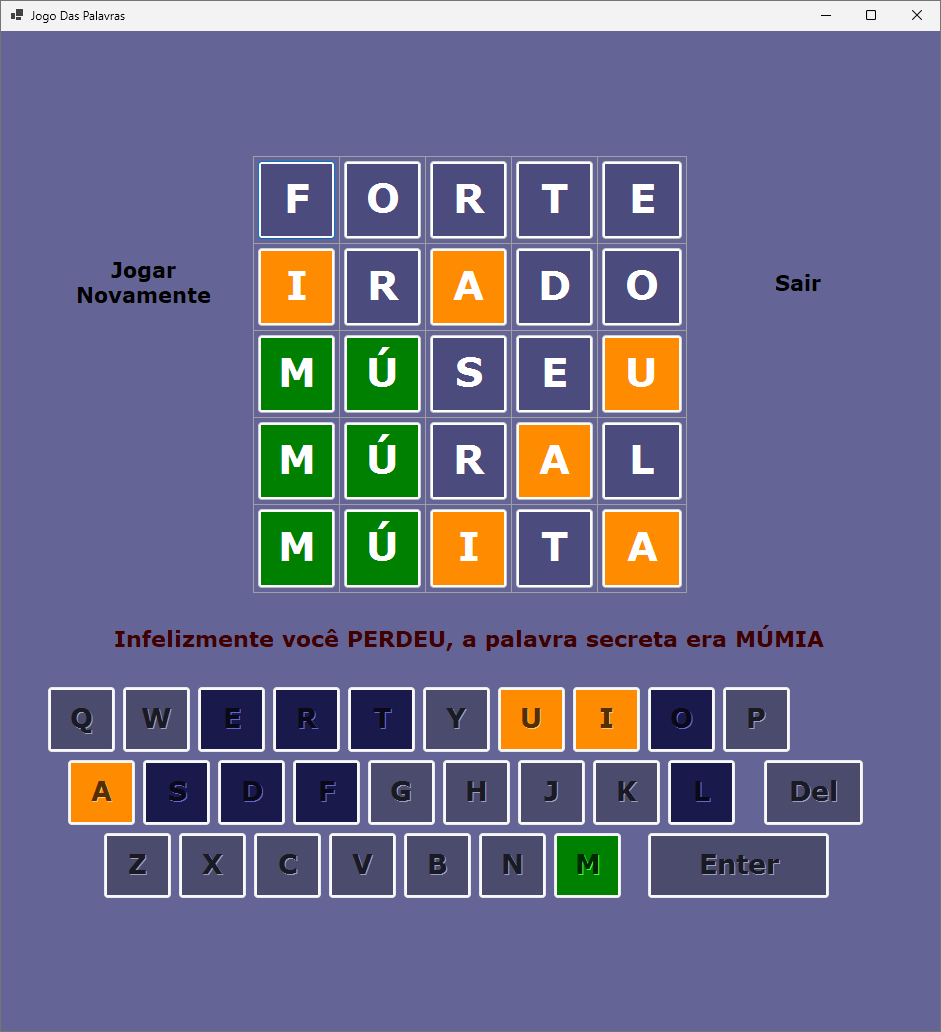 Jogo Das Palavras
F O R T E
I R A D O
Jogar
Novamente
Sair
M Ú S E U
M Ú R A L
M Ú I T A
Infelizmente você PERDEU, a palavra secreta era MÚMIA
Q W E R T Y U I O P
A S D F G H J K L Del
Z X C V B N M Enter